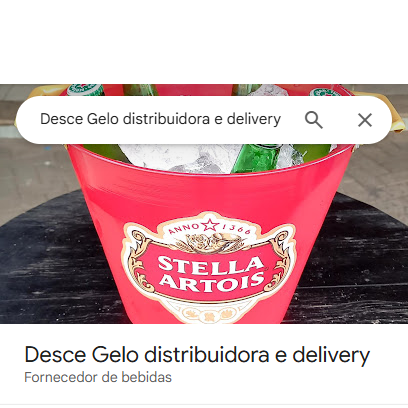 Desce Gelo distribuidora e delivery
ANNO 1366
STELLA
ARTOIS
Desce Gelo distribuidora e delivery
Fornecedor de bebidas